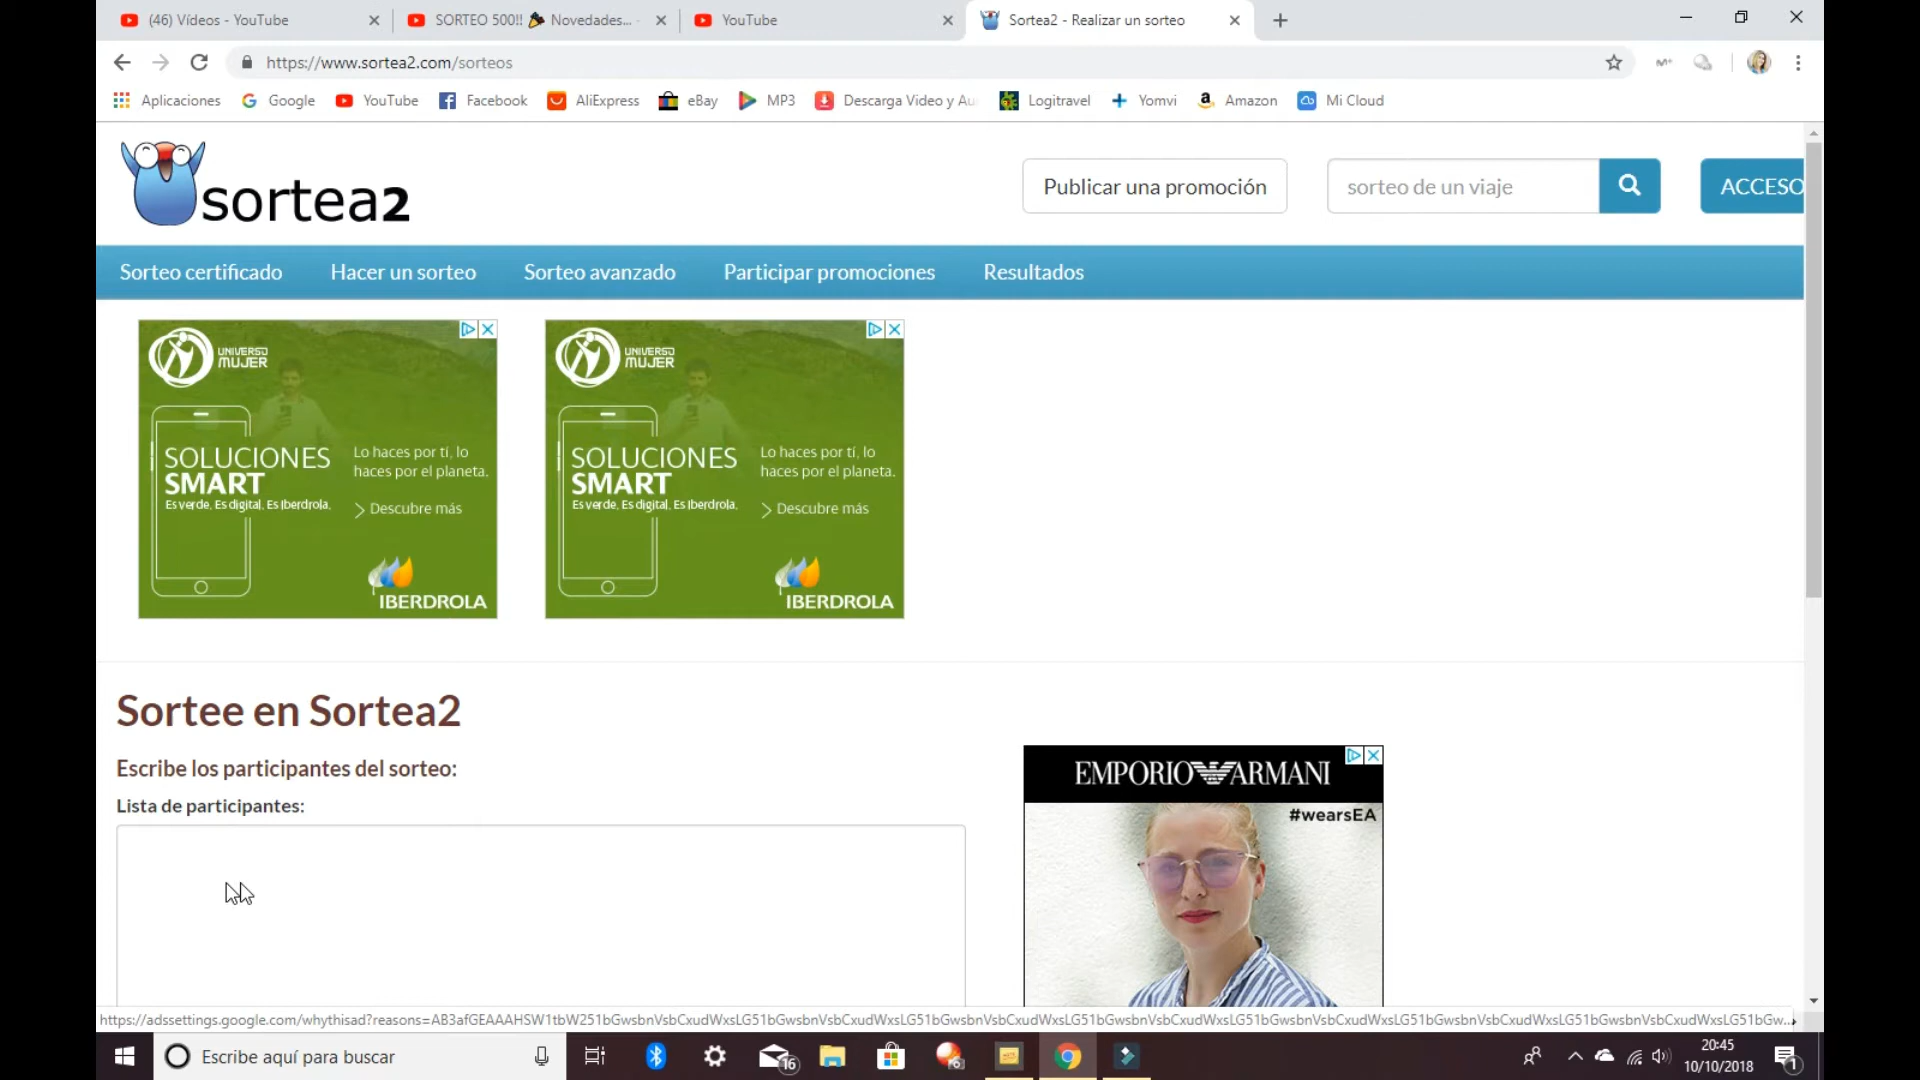 (46) Vídeos - YouTube
SORTEO 500!! Novedades...
YouTube
Sortea2 - Realizar un sorteo
https://www.sortea2.com/sorteos
Aplicaciones
Google
YouTube
Facebook
AliExpress
eBay
MP3
Descarga Video y Au
Logitravel
Yomvi
Amazon
Mi Cloud
sortea2
Publicar una promoción
sorteo de un viaje
ACCESO
Sorteo certificado
Hacer un sorteo
Sorteo avanzado
Participar promociones
Resultados
UNIVERSO
MUJER
SOLUCIONES
SMART
Es verde, Es digital, Es Iberdrola.
Lo haces por tí, lo
haces por el planeta.
Descubre más
IBERDROLA
UNIVERSO
MUJER
SOLUCIONES
SMART
Es verde, Es digital, Es Iberdrola.
Lo haces por tí, lo
haces por el planeta.
Descubre más
IBERDROLA
Sortee en Sortea2
Escribe los participantes del sorteo:
Lista de participantes:
EMPORIO ARMANI
#wearsEA
Escribe aquí para buscar
16
20:45
10/10/2018
1